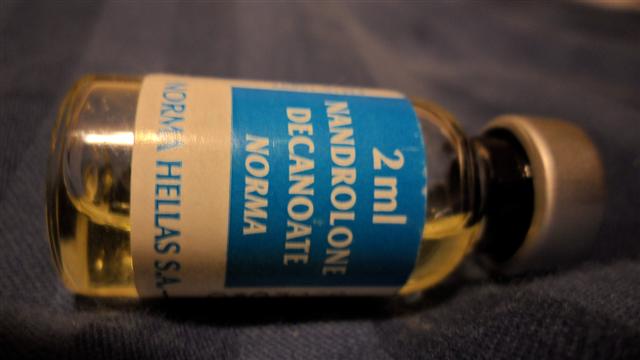 2 ml
NANDROLONE
DECANOATE
NORMA
NORMA HELLAS S.A.